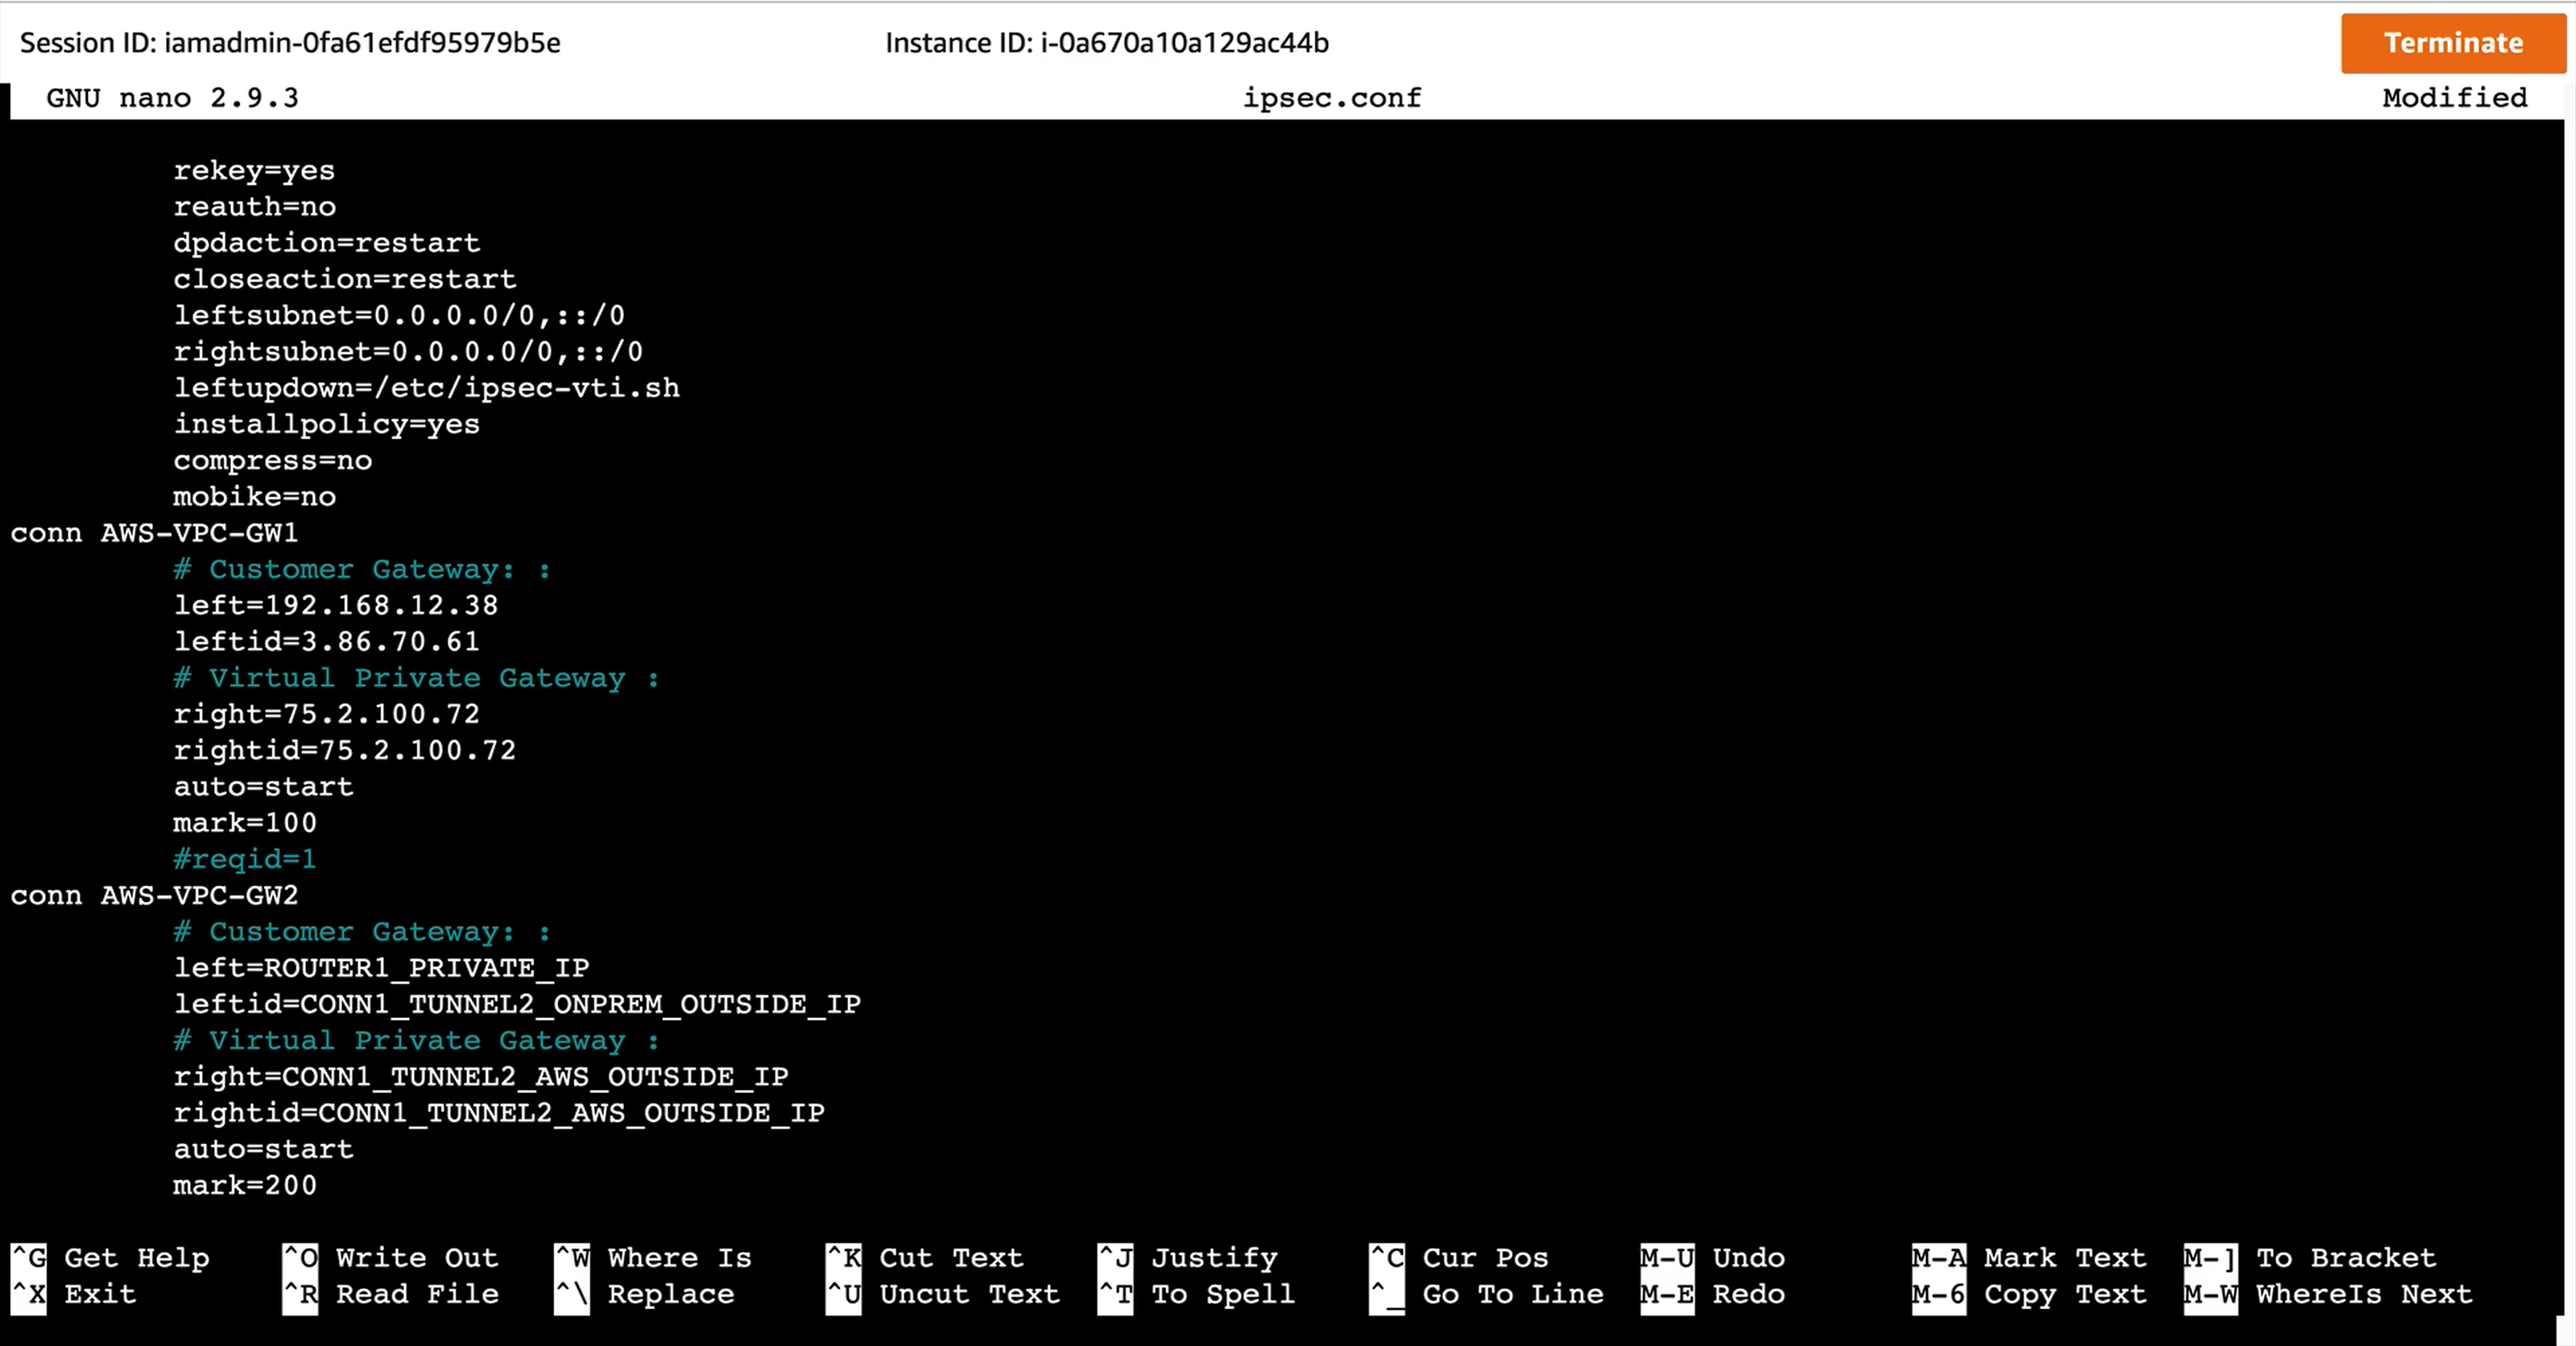 Session ID: iamadmin-0fa61efdf95979b5e Instance ID: i-0a670a10a129ac44b Terminate
GNU nano 2.9.3 ipsec.conf Modified
rekey=yes
reauth=no
dpdaction=restart
closeaction=restart
leftsubnet=0.0.0.0/0,::/0
rightsubnet=0.0.0.0/0,::/0
leftupdown=/etc/ipsec-vti.sh
installpolicy=yes
compress=no
mobike=no
conn AWS-VPC-GW1
# Customer Gateway: :
left=192.168.12.38
leftid=3.86.70.61
# Virtual Private Gateway :
right=75.2.100.72
rightid=75.2.100.72
auto=start
mark=100
#reqid=1
conn AWS-VPC-GW2
# Customer Gateway: :
left=ROUTER1_PRIVATE_IP
leftid=CONN1_TUNNEL2_ONPREM_OUTSIDE_IP
# Virtual Private Gateway :
right=CONN1_TUNNEL2_AWS_OUTSIDE_IP
rightid=CONN1_TUNNEL2_AWS_OUTSIDE_IP
auto=start
mark=200
^G Get Help ^O Write Out ^W Where Is ^K Cut Text ^J Justify ^C Cur Pos M-U Undo M-A Mark Text M-] To Bracket
^X Exit ^R Read File ^\ Replace ^U Uncut Text ^T To Spell ^_ Go To Line M-E Redo M-6 Copy Text M-W WhereIs Next